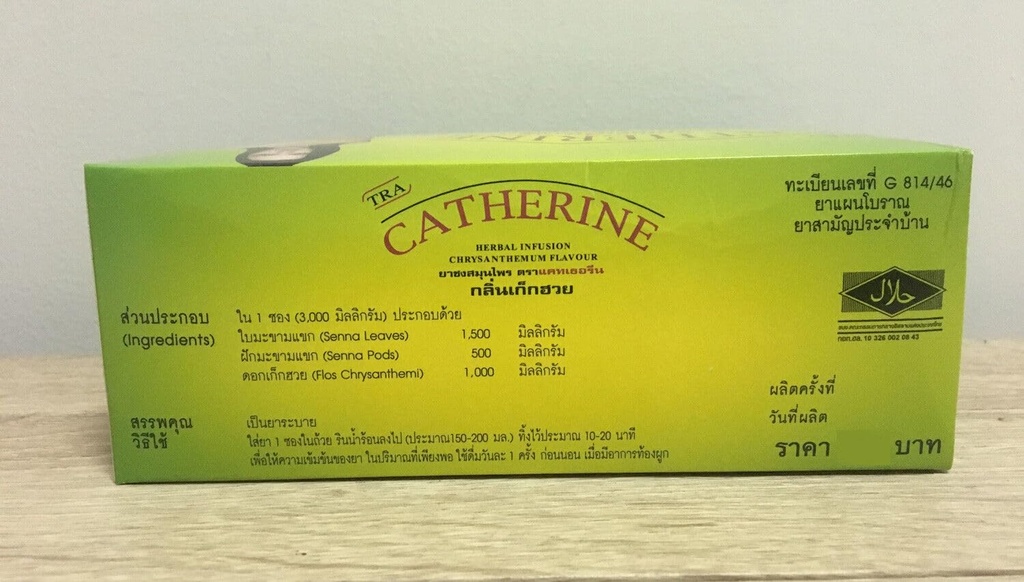 TRA
CATHERINE
HERBAL INFUSION
CHRYSANTHEMUM FLAVOUR
ยาชงสมุนไพร ตราแคทเธอรีน
กลิ่นเก็กฮวย
ทะเบียนเลขที่ G 814/46
ยาแผนโบราณ
ยาสามัญประจำบ้าน
حلال
กอท.ฮล. 10 326 002 08 43
ส่วนประกอบ ใน 1 ซอง (3,000 มิลลิกรัม) ประกอบด้วย
(Ingredients) ใบมะขามแขก (Senna Leaves) 1,500 มิลลิกรัม
ฝักมะขามแขก (Senna Pods) 500 มิลลิกรัม
ดอกเก็กฮวย (Flos Chrysanthemi) 1,000 มิลลิกรัม
สรรพคุณ เป็นยาระบาย
วิธีใช้ ใส่ยา 1 ซองในถ้วย รินน้ำร้อนลงไป (ประมาณ150-200 มล.) ทิ้งไว้ประมาณ 10-20 นาที
เพื่อให้ความเข้มข้นของยา ในปริมาณที่เพียงพอ ใช้ดื่มวันละ 1 ครั้ง ก่อนนอน เมื่อมีอาการท้องผูก
ผลิตครั้งที่
วันที่ผลิต
ราคา บาท